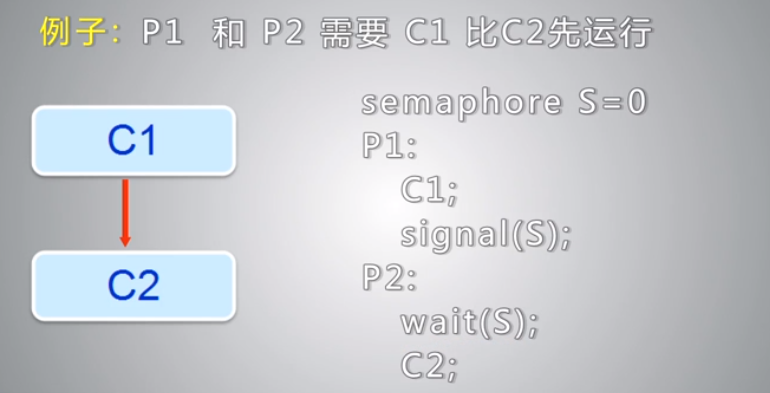 例子：P1 和 P2 需要 C1 比C2先运行
C1
C2
semaphore S=0
P1:
C1;
signal(S);
P2:
wait(S);
C2;